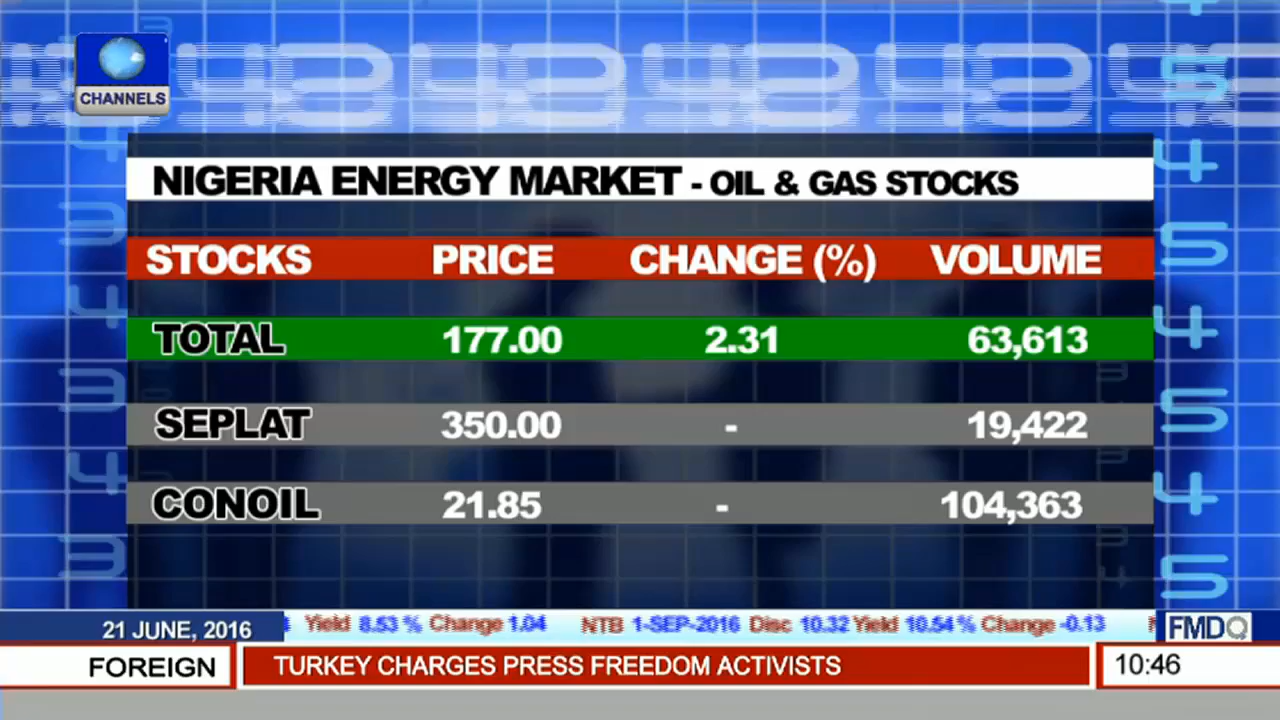 CHANNELS
NIGERIA ENERGY MARKET - OIL & GAS STOCKS
STOCKS PRICE CHANGE (%) VOLUME
TOTAL 177.00 2.31 63,613
SEPLAT 350.00 - 19,422
CONOIL 21.85 - 104,363
21 JUNE, 2016 Yield 8.53 % Change 1.04 NTB 1-SEP-2016 Disc 10.32 Yield 10.54 % Change -0.13 FMDQ
FOREIGN TURKEY CHARGES PRESS FREEDOM ACTIVISTS 10:46